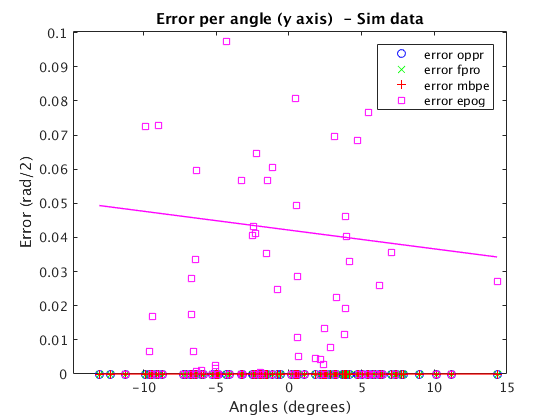 Error per angle (y axis) - Sim data
error oppr
error fpro
error mbpe
error epog
0.1
0.09
0.08
0.07
0.06
0.05
0.04
0.03
0.02
0.01
0
Error (rad/2)
-10 -5 0 5 10 15
Angles (degrees)